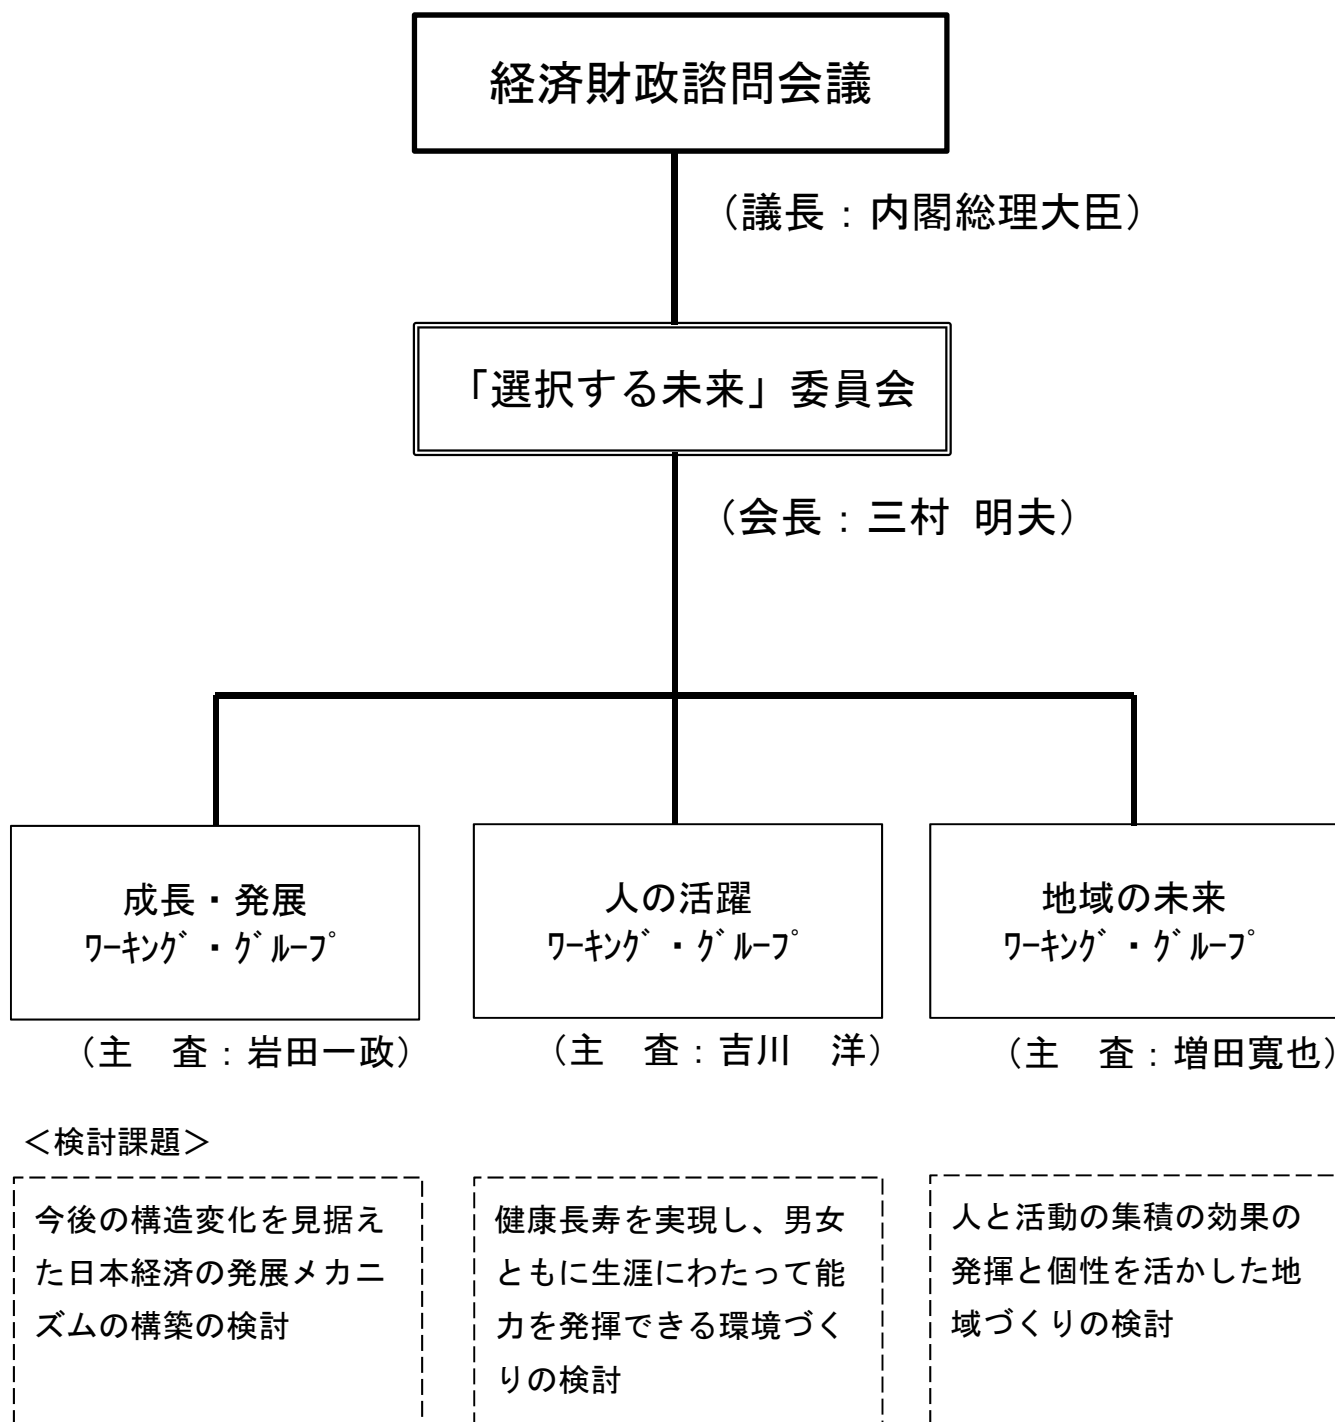 経済財政諮問会議
（議長：内閣総理大臣）
「選択する未来」委員会
（会長：三村 明夫）
成長・発展
ﾜｰｷﾝｸﾞ・ｸﾞﾙｰﾌﾟ
（主　査：岩田一政）
人の活躍
ﾜｰｷﾝｸﾞ・ｸﾞﾙｰﾌﾟ
（主　査：吉川　洋）
地域の未来
ﾜｰｷﾝｸﾞ・ｸﾞﾙｰﾌﾟ
（主　査：増田寛也）
＜検討課題＞
今後の構造変化を見据え
た日本経済の発展メカニ
ズムの構築の検討
健康長寿を実現し、男女
ともに生涯にわたって能
力を発揮できる環境づく
りの検討
人と活動の集積の効果の
発揮と個性を活かした地
域づくりの検討